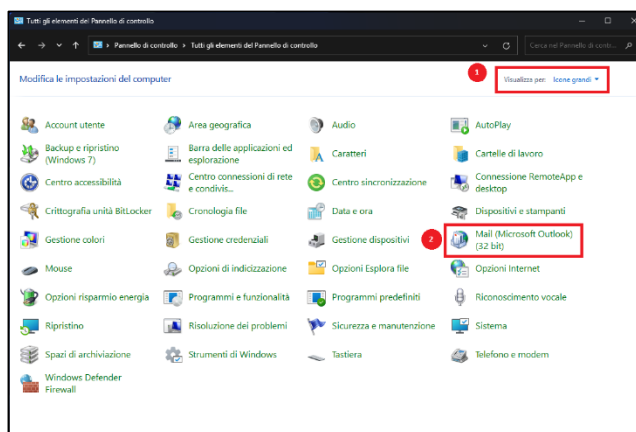 Tutti gli elementi del Pannello di controllo
Pannello di controllo > Tutti gli elementi del Pannello di controllo
Cerca nel Pannello di contr...
Modifica le impostazioni del computer
1
Visualizza per: Icone grandi
Account utente
Area geografica
Audio
AutoPlay
Backup e ripristino
(Windows 7)
Barra delle applicazioni ed
esplorazione
Caratteri
Cartelle di lavoro
Centro accessibilità
Centro connessioni di rete
e condivis...
Centro sincronizzazione
Connessione RemoteApp e
desktop
Crittografia unità BitLocker
Cronologia file
Data e ora
Dispositivi e stampanti
Gestione colori
Gestione credenziali
Gestione dispositivi
2
Mail (Microsoft Outlook)
(32 bit)
Mouse
Opzioni di indicizzazione
Opzioni Esplora file
Opzioni Internet
Opzioni risparmio energia
Programmi e funzionalità
Programmi predefiniti
Riconoscimento vocale
Ripristino
Risoluzione dei problemi
Sicurezza e manutenzione
Sistema
Spazi di archiviazione
Strumenti di Windows
Tastiera
Telefono e modem
Windows Defender
Firewall